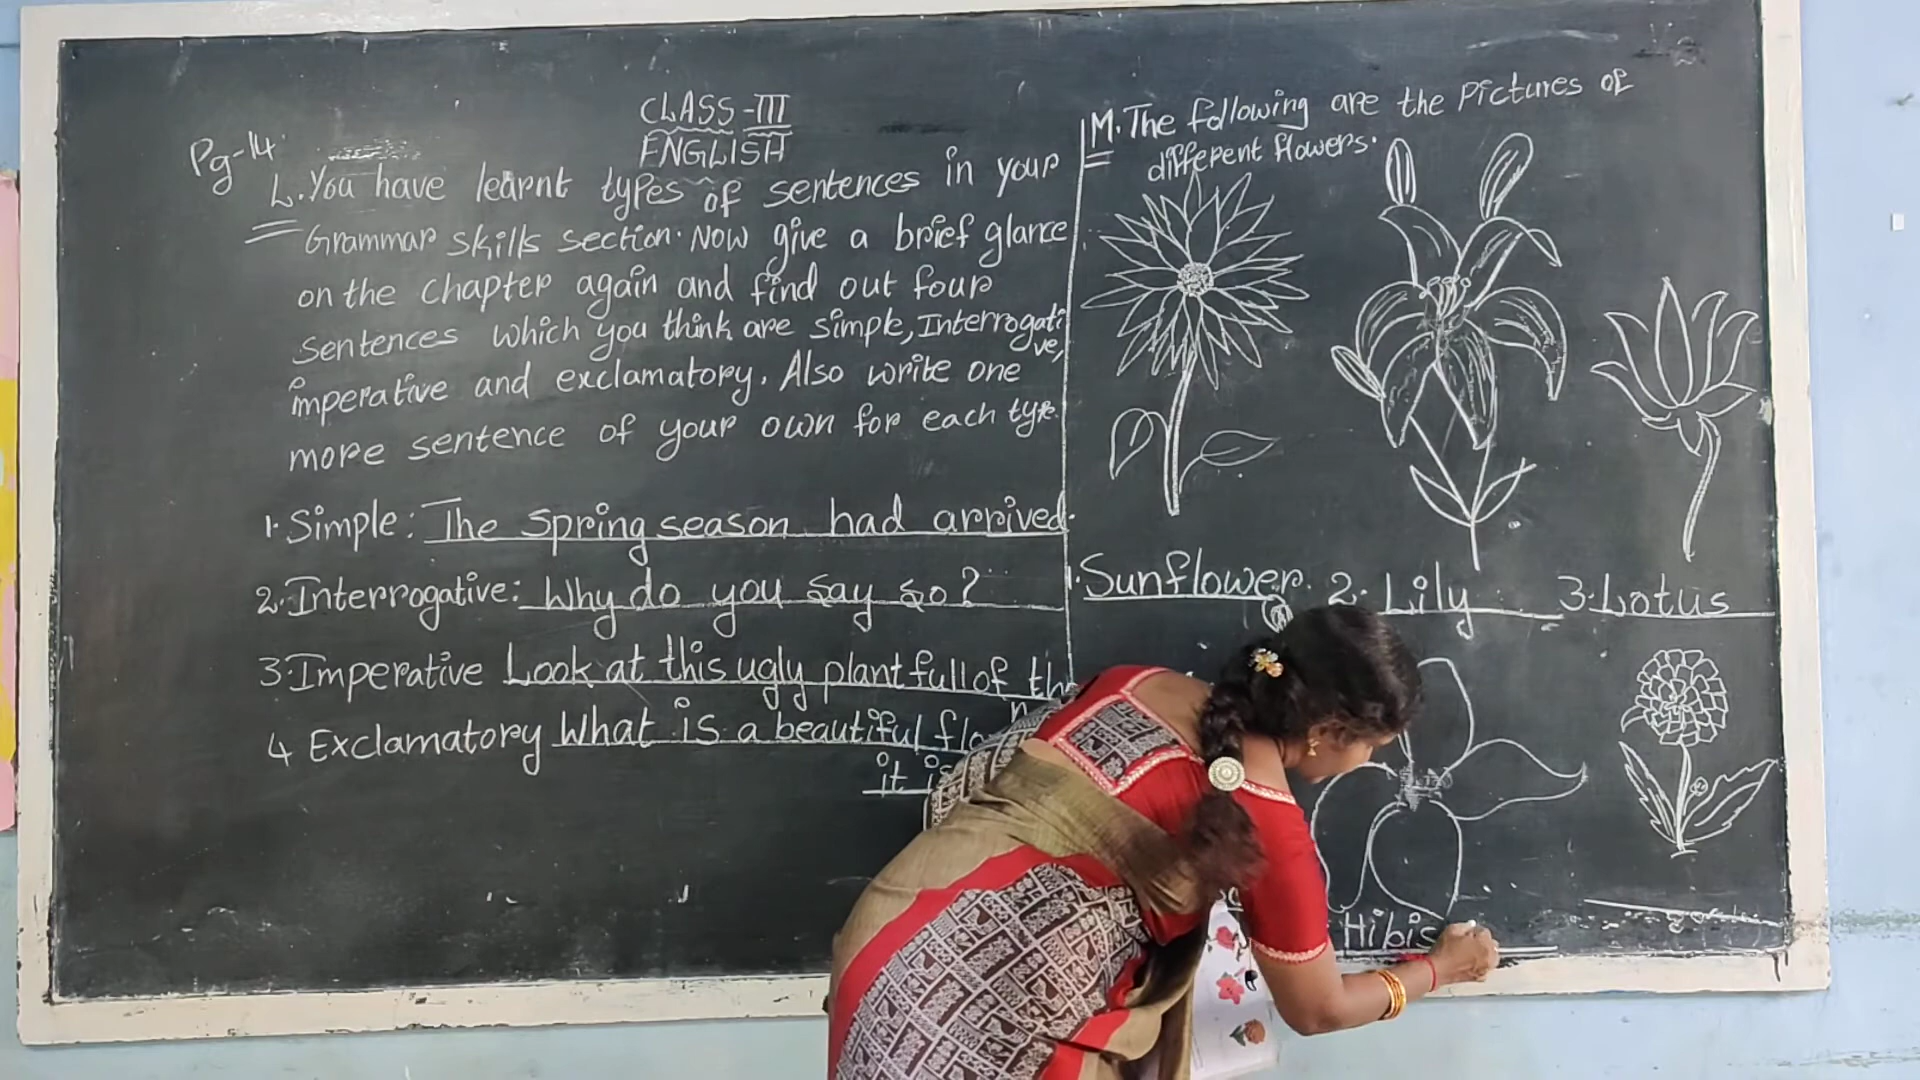 CLASS-III
ENGLISH
Pg-14
L. You have learnt types of sentences in your
Grammar skills section. Now give a brief glance
on the chapter again and find out four
sentences which you think are simple, Interrogati
ve,
imperative and exclamatory. Also write one
more sentence of your own for each type.
1. Simple: The spring season had arrived.
2. Interrogative: Why do you say so?
3. Imperative Look at this ugly plant full of
4 Exclamatory What is a beautiful
it
M. The following are the Pictures of
different flowers.
1. Sunflower. 2. Lily 3. Lotus
Hibis